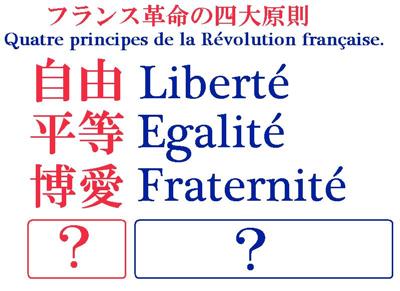 フランス革命の四大原則
Quatre principes de la Révolution française.
自由 Liberté
平等 Egalité
博愛 Fraternité
? ?